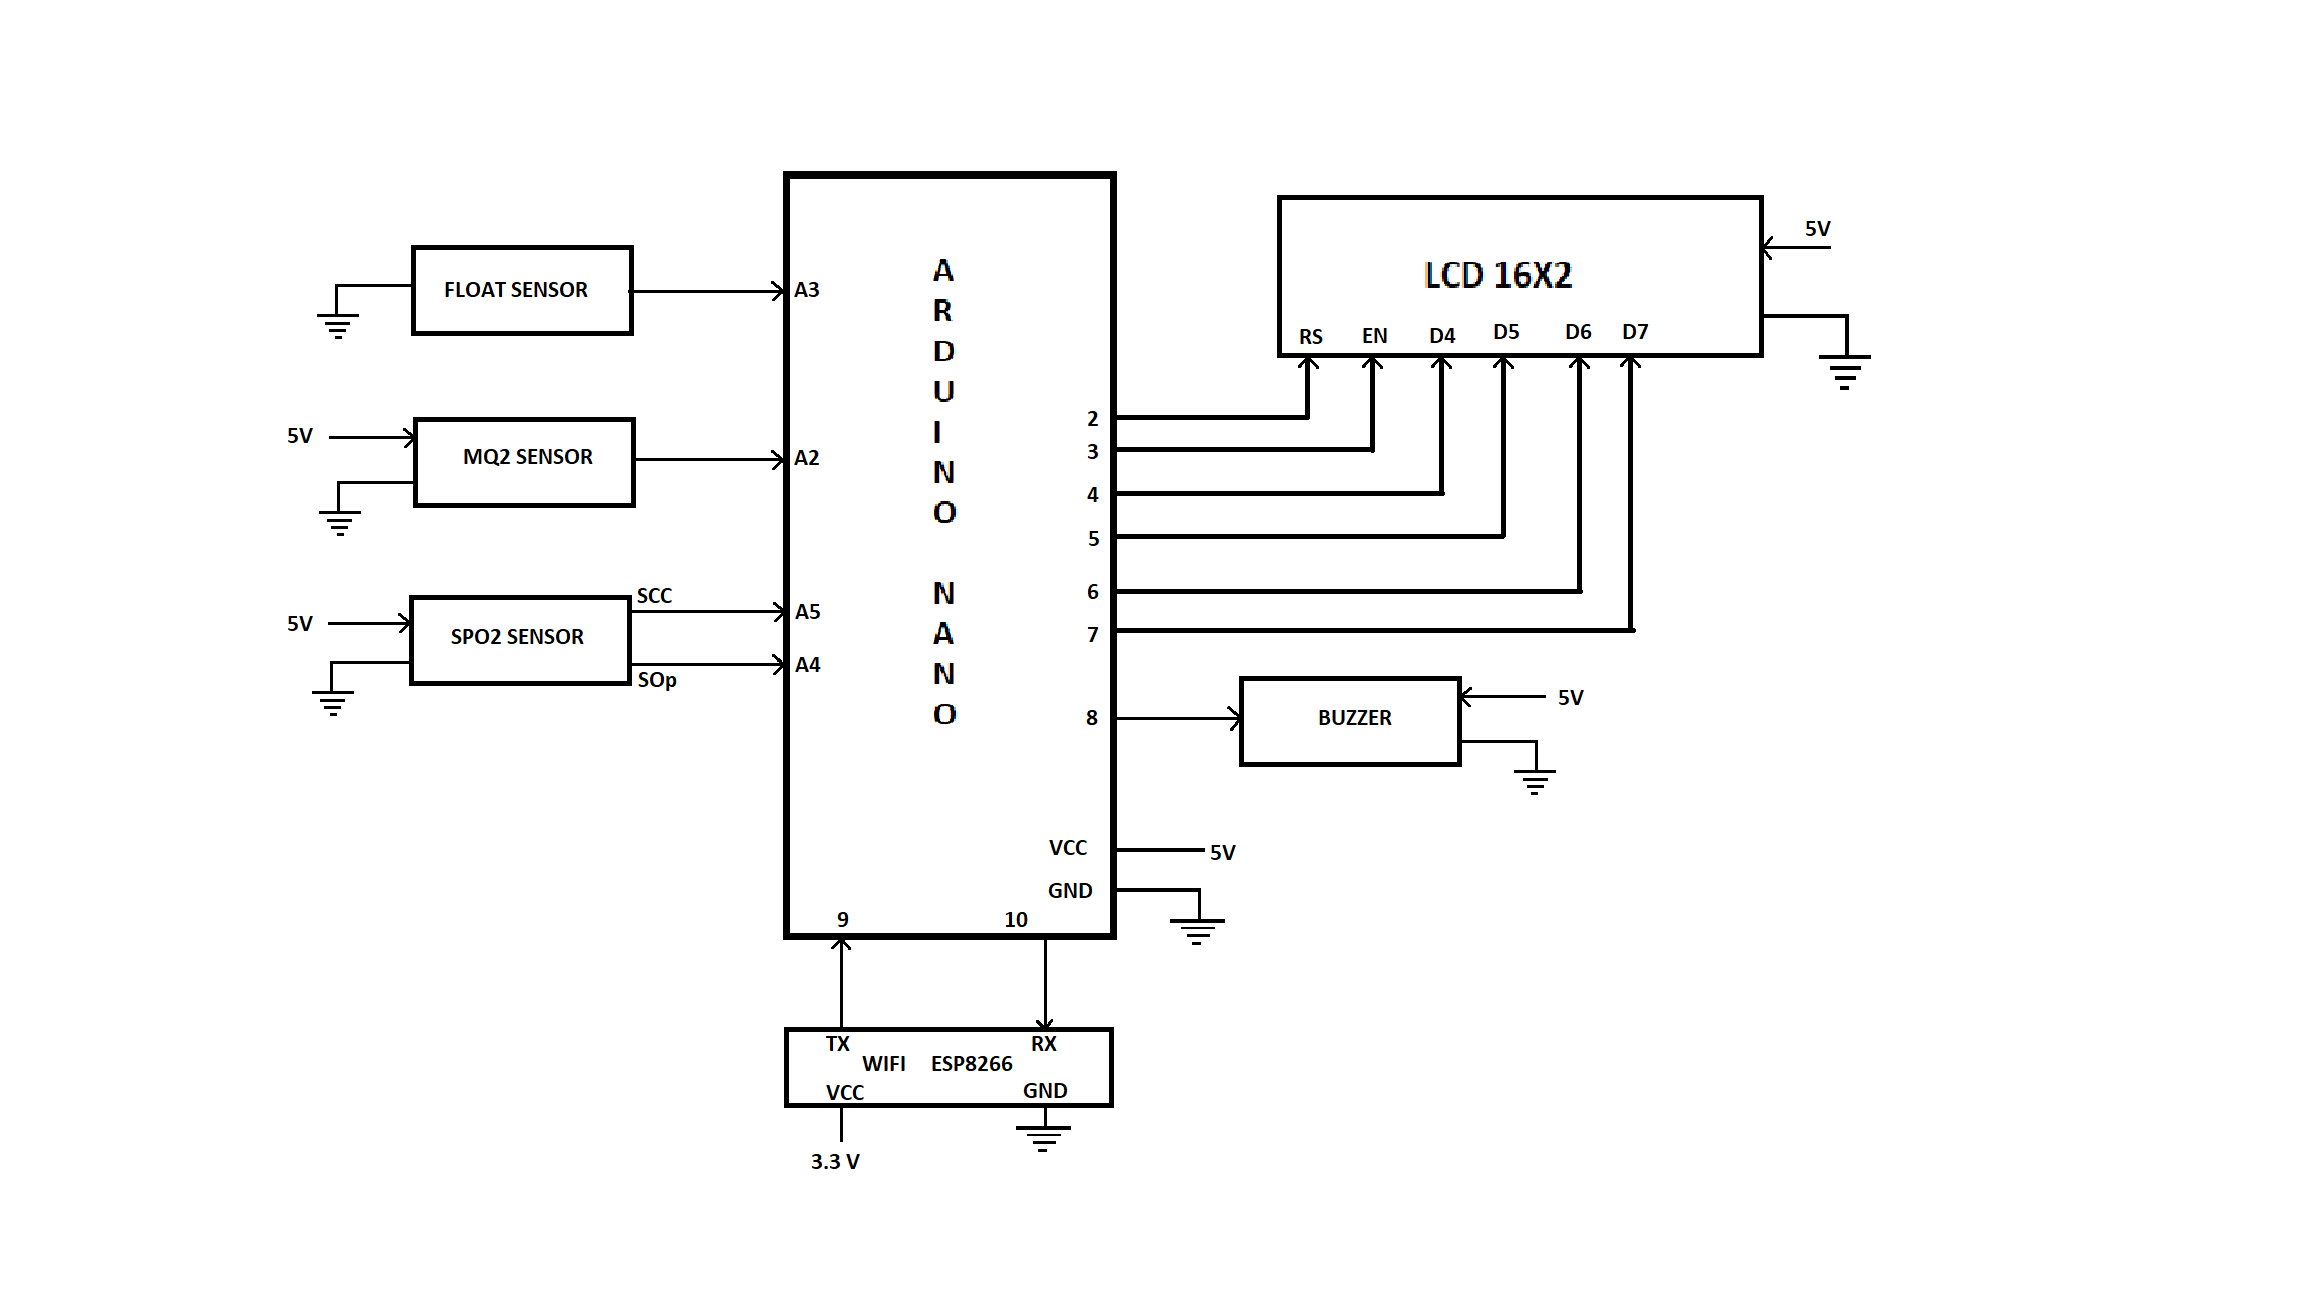 FLOAT SENSOR
A3
5V
MQ2 SENSOR
A2
5V
SPO2 SENSOR
SCC
SOp
A5
A4
ARDUINO NANO
LCD 16X2
RS EN D4 D5 D6 D7
5V
2
3
4
5
6
7
8
BUZZER
5V
VCC
5V
GND
9
10
TX
RX
WIFI ESP8266
VCC
GND
3.3 V